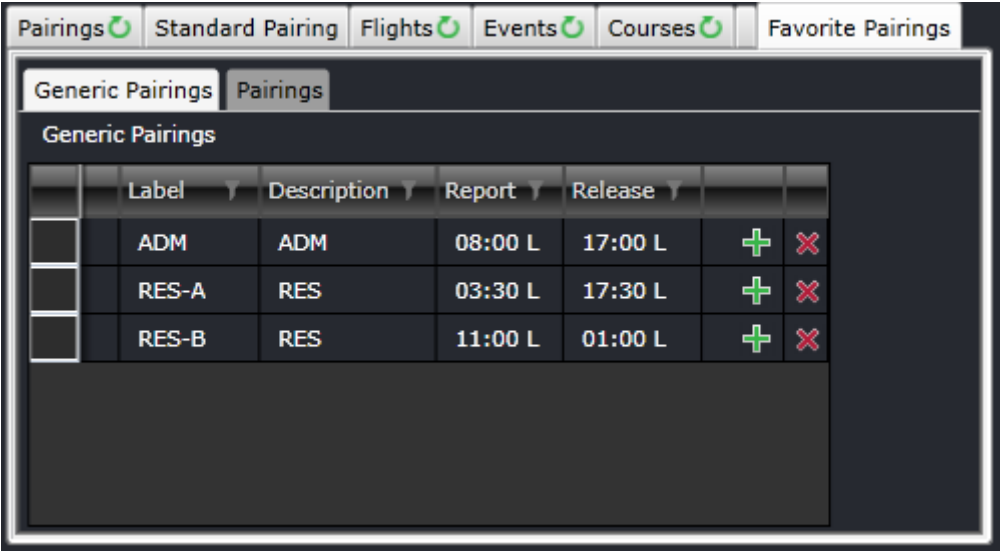 Pairings Standard Pairing Flights Events Courses Favorite Pairings
Generic Pairings Pairings
Generic Pairings
Label Description Report Release
ADM ADM 08:00 L 17:00 L
RES-A RES 03:30 L 17:30 L
RES-B RES 11:00 L 01:00 L